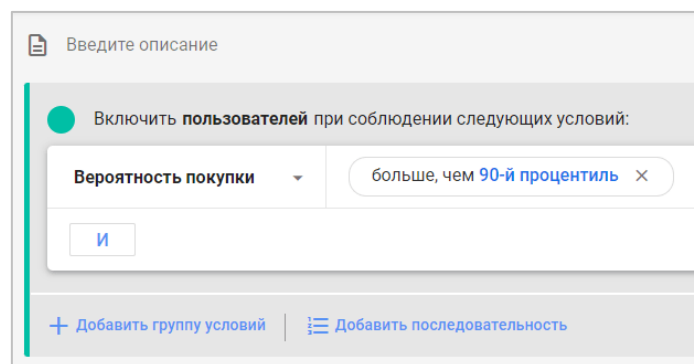 Введите описание
Включить пользователей при соблюдении следующих условий:
Вероятность покупки больше, чем 90-й процентиль
И
Добавить группу условий Добавить последовательность